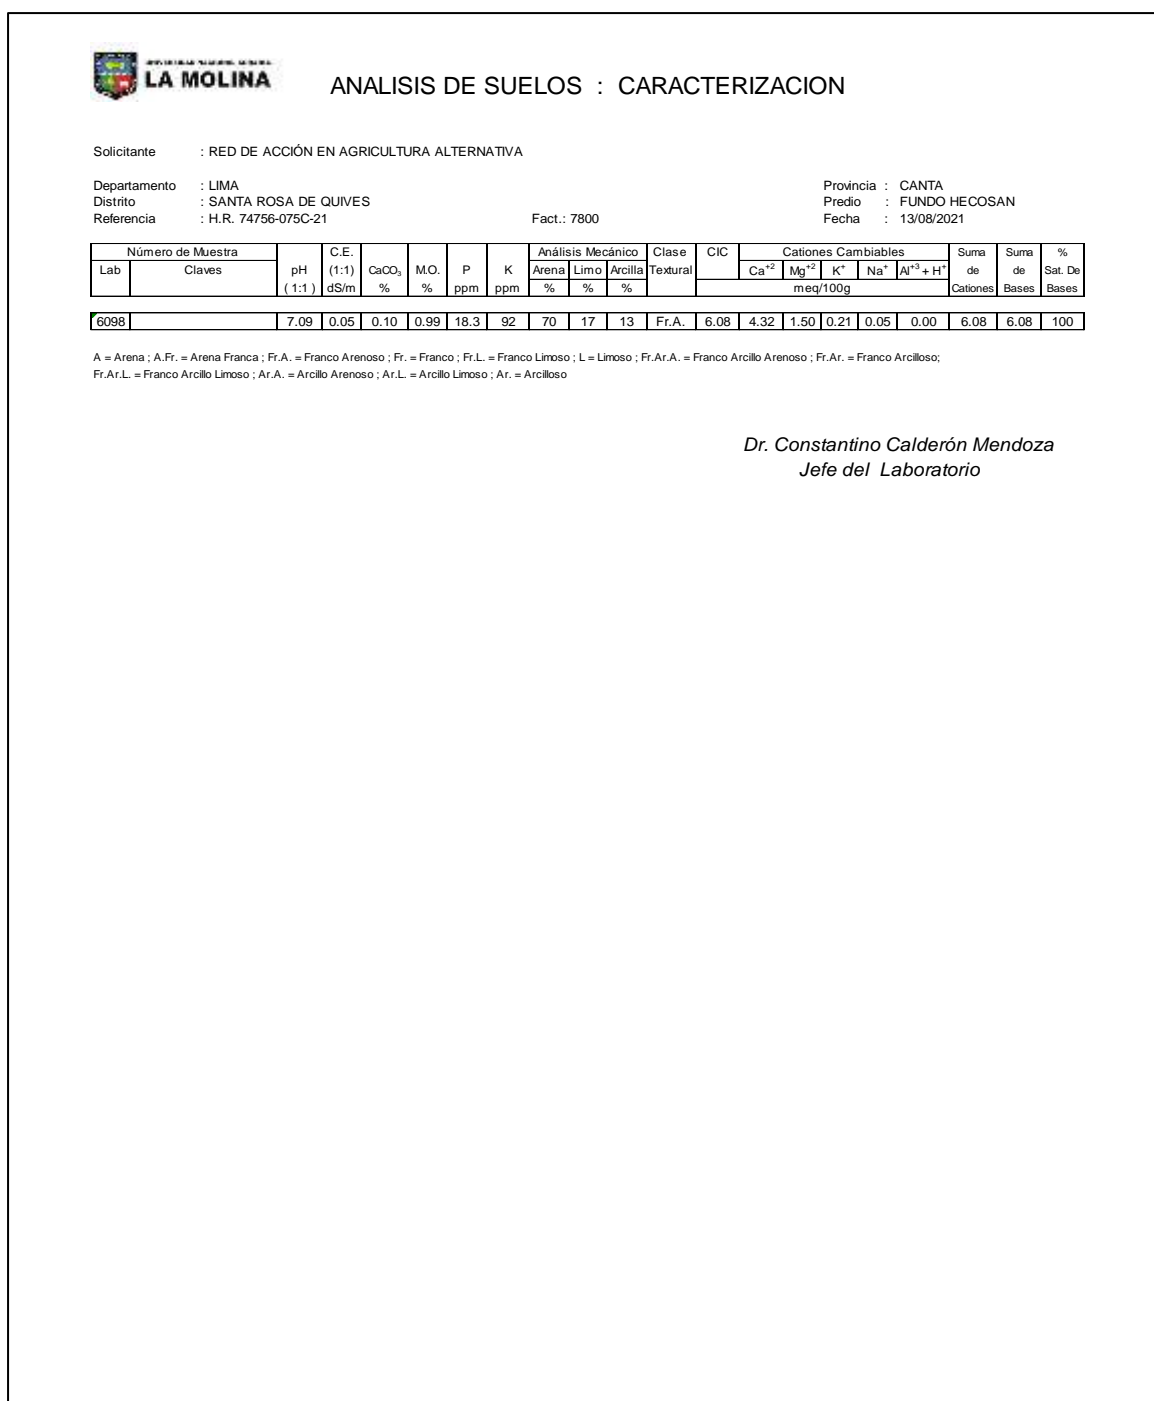 LA MOLINA
ANALISIS DE SUELOS : CARACTERIZACION
Solicitante : RED DE ACCIÓN EN AGRICULTURA ALTERNATIVA
Departamento : LIMA Provincia : CANTA
Distrito : SANTA ROSA DE QUIVES Predio : FUNDO HECOSAN
Referencia : H.R. 74756-075C-21 Fact.: 7800 Fecha : 13/08/2021
Número de Muestra C.E. Análisis Mecánico Clase CIC Cationes Cambiables Suma Suma %
Lab Claves pH (1:1) CaCO₃ M.O. P K Arena Limo Arcilla Textural Ca⁺² Mg⁺² K⁺ Na⁺ Al⁺³ + H⁺ de de Sat. De
( 1:1 ) dS/m % % ppm ppm % % % meq/100g Cationes Bases Bases
6098 7.09 0.05 0.10 0.99 18.3 92 70 17 13 Fr.A. 6.08 4.32 1.50 0.21 0.05 0.00 6.08 6.08 100
A = Arena ; A.Fr. = Arena Franca ; Fr.A. = Franco Arenoso ; Fr. = Franco ; Fr.L. = Franco Limoso ; L = Limoso ; Fr.Ar.A. = Franco Arcillo Arenoso ; Fr.Ar. = Franco Arcilloso;
Fr.Ar.L. = Franco Arcillo Limoso ; Ar.A. = Arcillo Arenoso ; Ar.L. = Arcillo Limoso ; Ar. = Arcilloso
Dr. Constantino Calderón Mendoza
Jefe del Laboratorio